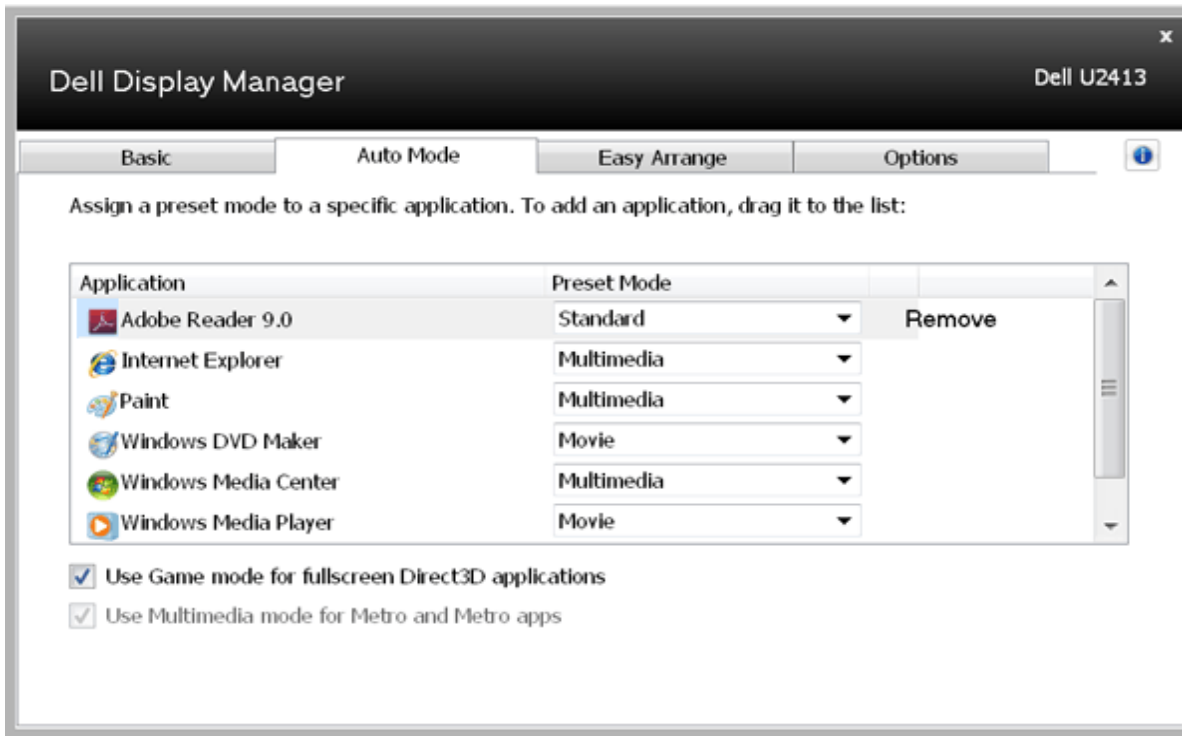 x
Dell Display Manager Dell U2413
Basic Auto Mode Easy Arrange Options
Assign a preset mode to a specific application. To add an application, drag it to the list:
Application Preset Mode
Adobe Reader 9.0 Standard Remove
Internet Explorer Multimedia
Paint Multimedia
Windows DVD Maker Movie
Windows Media Center Multimedia
Windows Media Player Movie
Use Game mode for fullscreen Direct3D applications
Use Multimedia mode for Metro and Metro apps